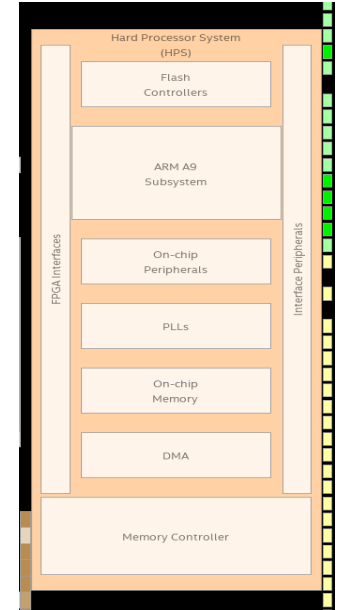 Hard Processor System
(HPS)
Flash
Controllers
ARM A9
Subsystem
FPGA Interfaces
Interface Peripherals
On-chip
Peripherals
PLLs
On-chip
Memory
DMA
Memory Controller